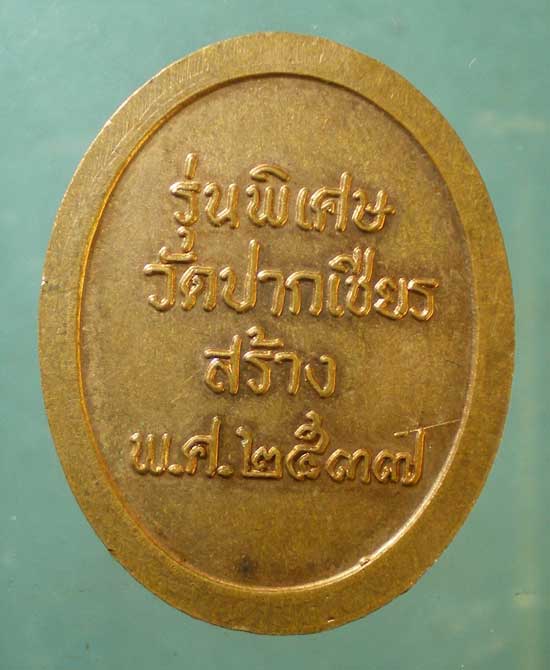 รุ่นพิเศษ
วัดปากเชียร
สร้าง
พ.ศ.๒๕๓๗